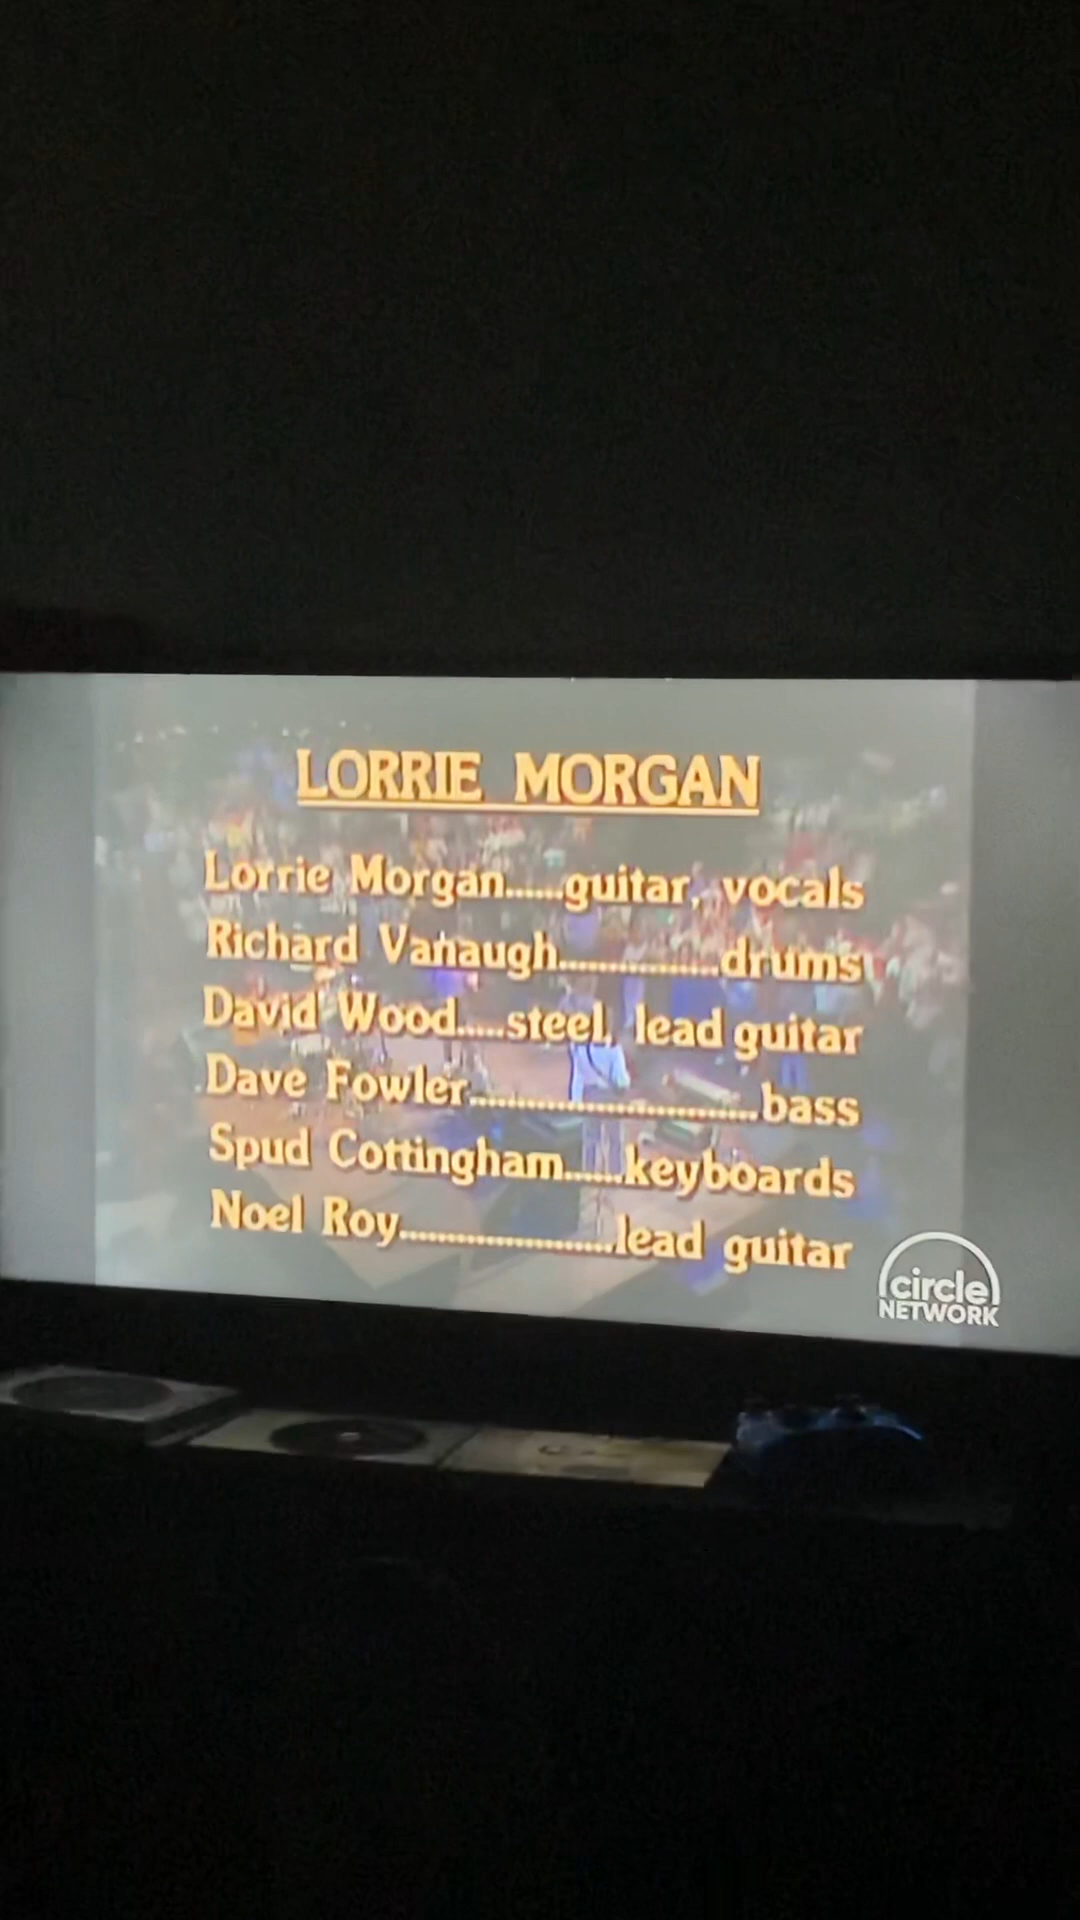 LORRIE MORGAN
Lorrie Morgan......guitar, vocals
Richard Vanaugh................drums
David Wood.....steel, lead guitar
Dave Fowler.............................bass
Spud Cottingham......keyboards
Noel Roy......................lead guitar
circle
NETWORK